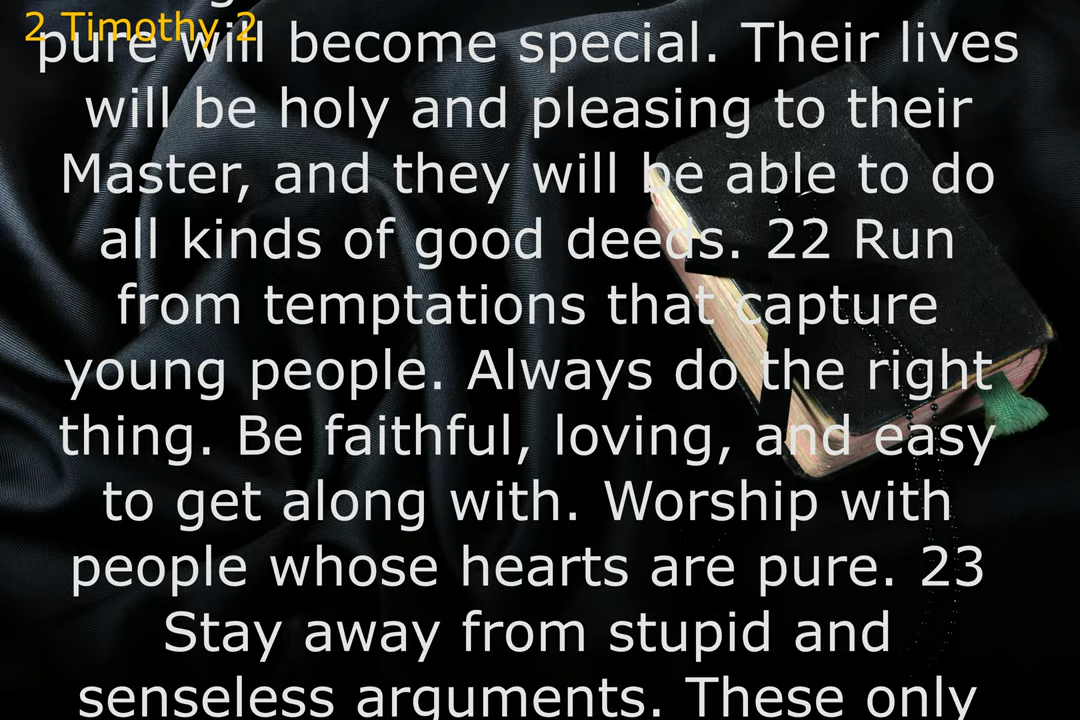 2 Timothy 2
pure will become special. Their lives
will be holy and pleasing to their
Master, and they will be able to do
all kinds of good deeds. 22 Run
from temptations that capture
young people. Always do the right
thing. Be faithful, loving, and easy
to get along with. Worship with
people whose hearts are pure. 23
Stay away from stupid and
senseless arguments. These only